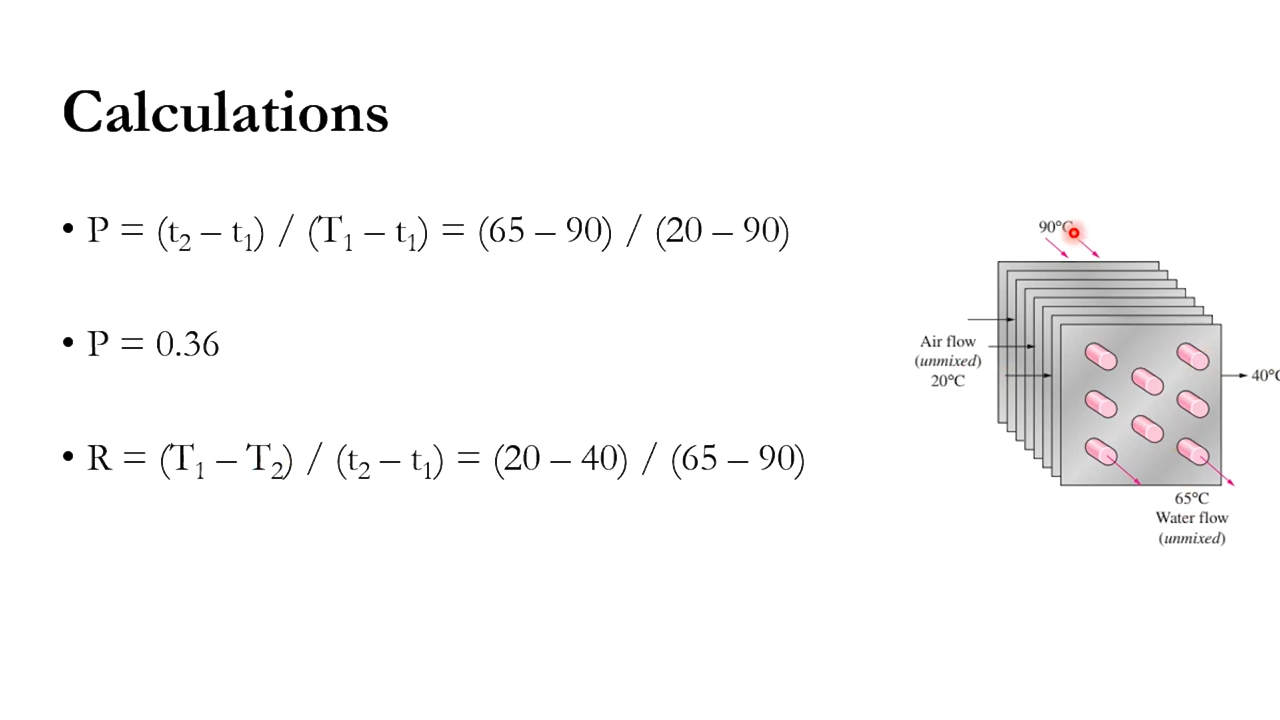 Calculations
• P = (t₂ – t₁) / (T₁ – t₁) = (65 – 90) / (20 – 90)
• P = 0.36
• R = (T₁ – T₂) / (t₂ – t₁) = (20 – 40) / (65 – 90)
90°C
Air flow
(unmixed)
20°C
40°C
65°C
Water flow
(unmixed)